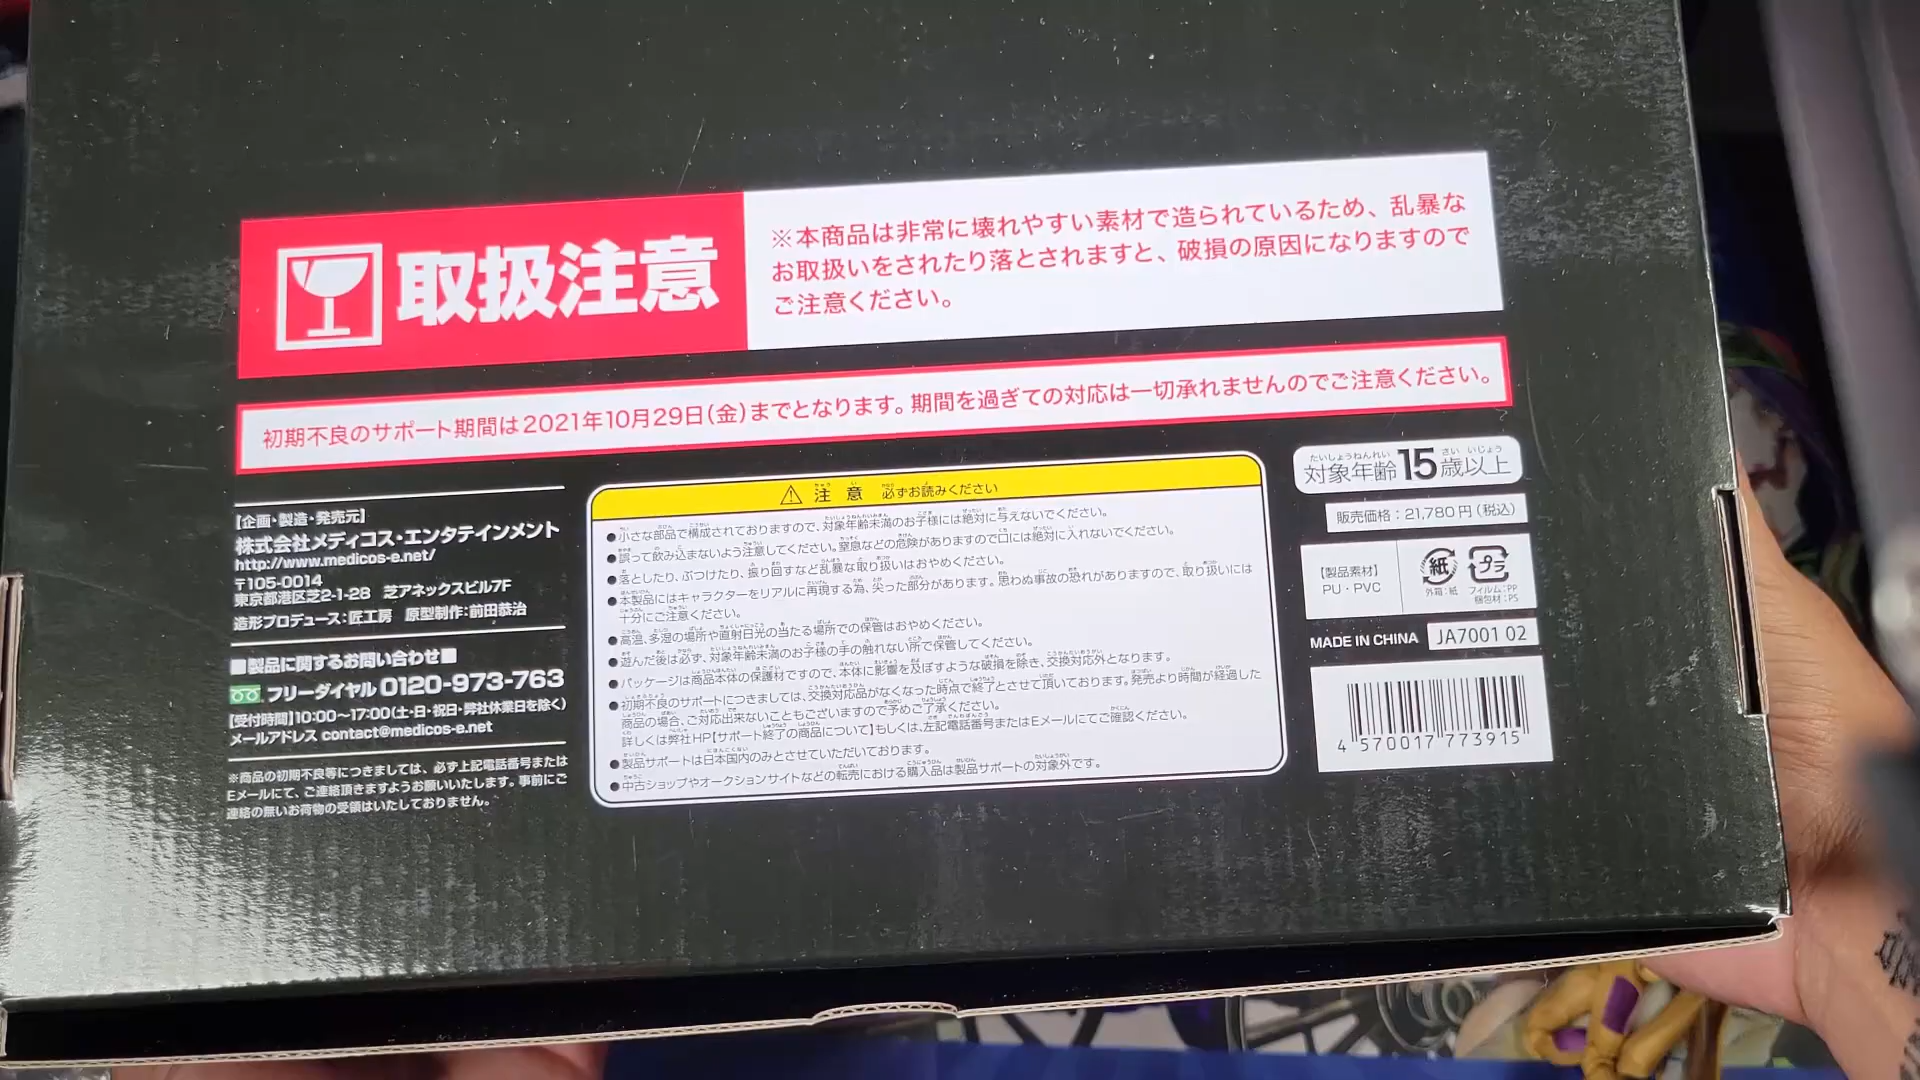 取扱注意
※本商品は非常に壊れやすい素材で造られているため、乱暴な
お取扱いをされたり落とされますと、破損の原因になりますので
ご注意ください。
初期不良のサポート期間は2021年10月29日(金)までとなります。期間を過ぎての対応は一切承れませんのでご注意ください。
【企画・製造・発売元】
株式会社メディコス・エンタテインメント
http://www.medicos-e.net/
〒105-0014
東京都港区芝2-1-28 芝アネックスビル7F
造形プロデュース：匠工房 原型制作：前田恭治
■製品に関するお問い合わせ■
フリーダイヤル 0120-973-763
【受付時間】10:00～17:00(土・日・祝日・弊社休業日を除く)
メールアドレス contact@medicos-e.net
※商品の初期不良等につきましては、必ず上記電話番号または
Eメールにて、ご連絡頂きますようお願いいたします。事前にご
連絡の無いお荷物の受領はいたしておりません。
⚠ 注意 必ずお読みください
●小さな部品で構成されておりますので、対象年齢未満のお子様には絶対に与えないでください。
●誤って飲み込まないよう注意してください。窒息などの危険がありますので口には絶対に入れないでください。
●落としたり、ぶつけたり、振り回すなど乱暴な取り扱いはおやめください。
●本製品にはキャラクターをリアルに再現する為、尖った部分があります。思わぬ事故の恐れがありますので、取り扱いには
十分にご注意ください。
●高温、多湿の場所や直射日光の当たる場所での保管はおやめください。
●遊んだ後は必ず、対象年齢未満のお子様の手の触れない所で保管してください。
●パッケージは商品本体の保護材ですので、本体に影響を及ぼすような破損を除き、交換対応外となります。
●初期不良のサポートにつきましては、交換対応品がなくなった時点で終了とさせて頂いております。発売より時間が経過した
商品の場合、ご対応出来ないこともございますので予めご了承ください。
詳しくは弊社HP【サポート終了の商品について】もしくは、左記電話番号またはEメールにてご確認ください。
●製品サポートは日本国内のみとさせていただいております。
●中古ショップやオークションサイトなどの転売における購入品は製品サポートの対象外です。
対象年齢15歳以上
販売価格：21,780円(税込)
【製品素材】
PU・PVC
紙
外箱：紙
プラ
フィルム：PP
梱包材：PS
MADE IN CHINA
JA7001 02
4 570017 773915